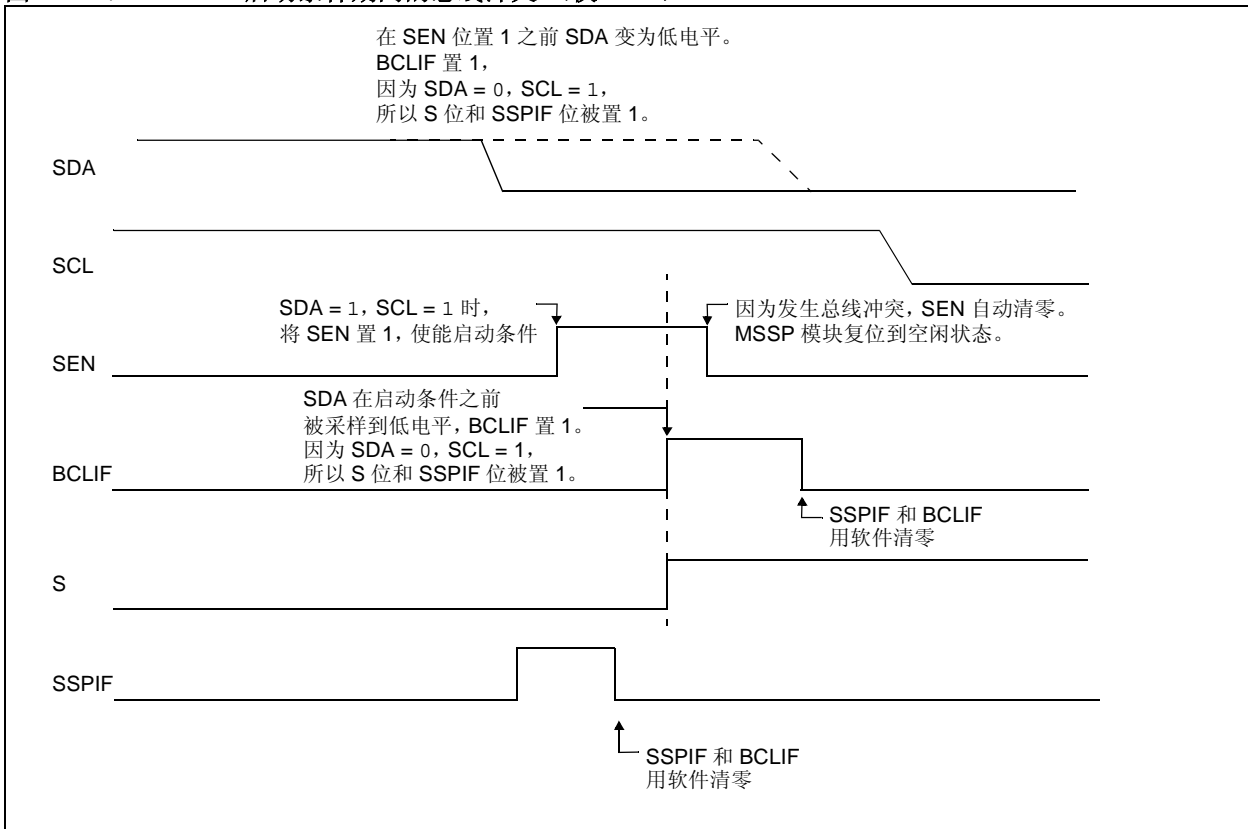 在 SEN 位置 1 之前 SDA 变为低电平。
BCLIF 置 1，
因为 SDA = 0，SCL = 1，
所以 S 位和 SSPIF 位被置 1。
SDA
SCL
SDA = 1，SCL = 1 时，
将 SEN 置 1，使能启动条件
因为发生总线冲突，SEN 自动清零。
MSSP 模块复位到空闲状态。
SEN
SDA 在启动条件之前
被采样到低电平，BCLIF 置 1。
因为 SDA = 0，SCL = 1，
所以 S 位和 SSPIF 位被置 1。
BCLIF
SSPIF 和 BCLIF
用软件清零
S
SSPIF
SSPIF 和 BCLIF
用软件清零